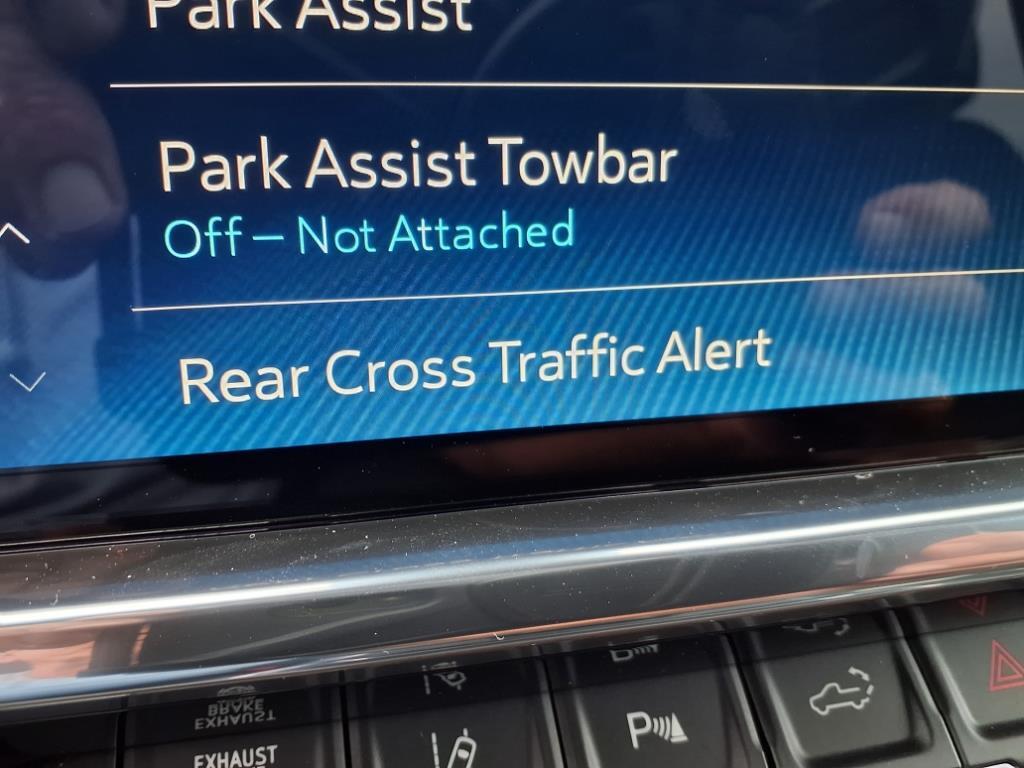 Park Assist
Park Assist Towbar
Off – Not Attached
Rear Cross Traffic Alert
BRAKE
EXHAUST
EXHAUST
P